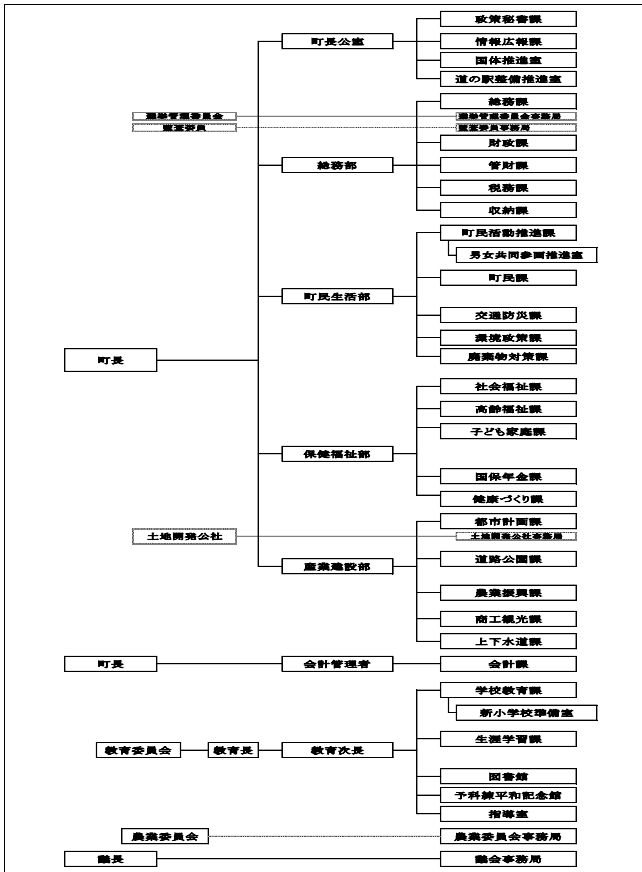 政策秘書課
町長公室
情報広報課
国体推進室
道の駅整備推進室
総務課
選挙管理委員会
選挙管理委員会事務局
監査委員
監査委員事務局
財政課
総務部
管財課
税務課
収納課
町民活動推進課
男女共同参画推進室
町民課
町民生活部
交通防災課
環境政策課
廃棄物対策課
町長
社会福祉課
高齢福祉課
子ども家庭課
保健福祉部
国保年金課
健康づくり課
都市計画課
土地開発公社
土地開発公社事務局
道路公園課
産業建設部
農業振興課
商工観光課
上下水道課
町長
会計管理者
会計課
学校教育課
新小学校準備室
生涯学習課
教育委員会
教育長
教育次長
図書館
予科練平和記念館
指導室
農業委員会
農業委員会事務局
議長
議会事務局